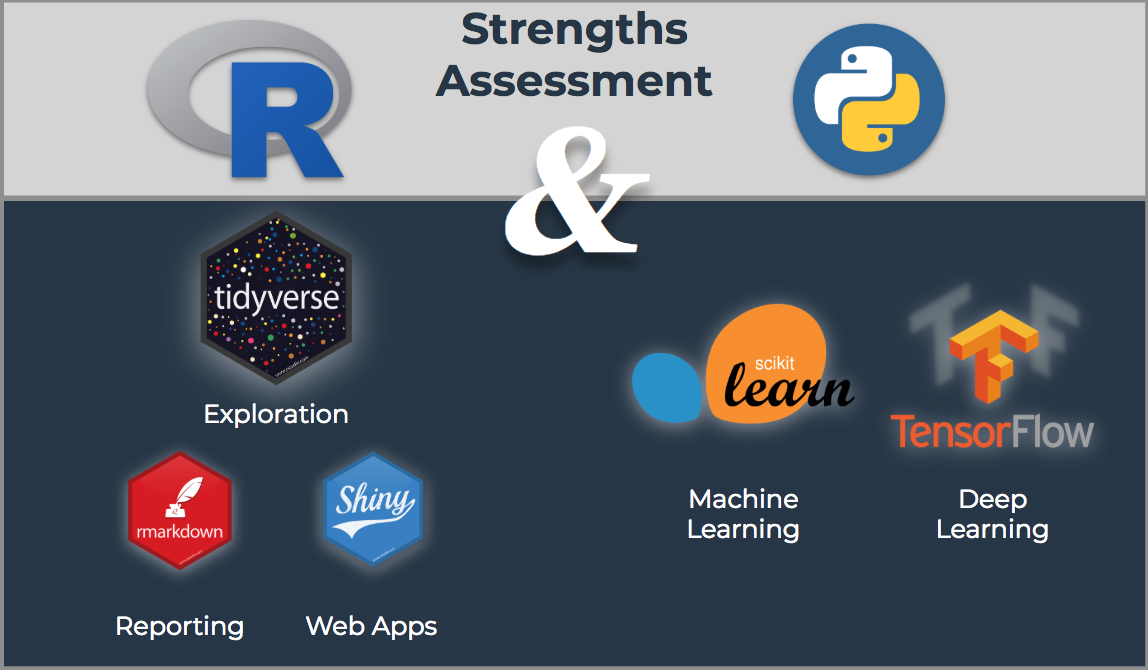 Strengths
Assessment
R
&
tidyverse
Exploration
rmarkdown
Shiny
Reporting
Web Apps
scikit
learn
TensorFlow
Machine
Learning
Deep
Learning